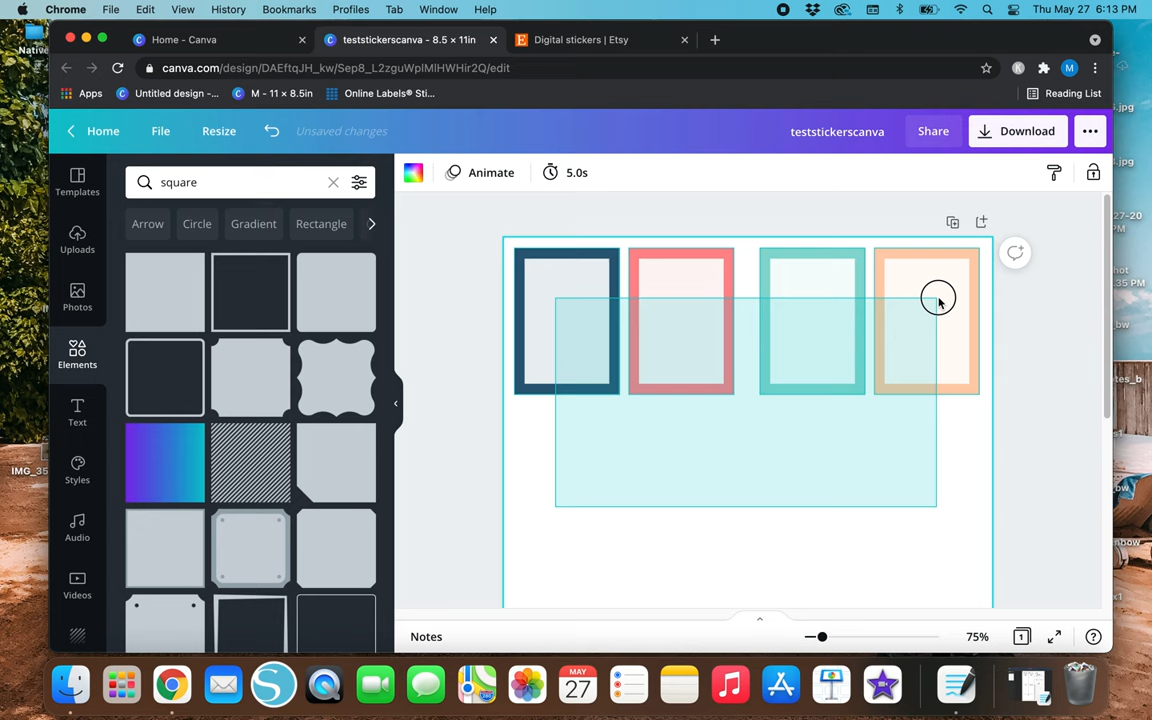 Chrome File Edit View History Bookmarks Profiles Tab Window Help Thu May 27 6:13 PM
Home - Canva teststickerscanva - 8.5 × 11in Digital stickers | Etsy
canva.com/design/DAEftqJH_kw/Sep8_L2zguWplMIHWHir2Q/edit
Apps Untitled design -... M - 11 × 8.5in Online Labels® Sti... Reading List
Home File Resize Unsaved changes teststickerscanva Share Download
square
Animate 5.0s
Arrow Circle Gradient Rectangle
Templates
Uploads
Photos
Elements
Text
Styles
Audio
Videos
Notes 75% 1
MAY
27